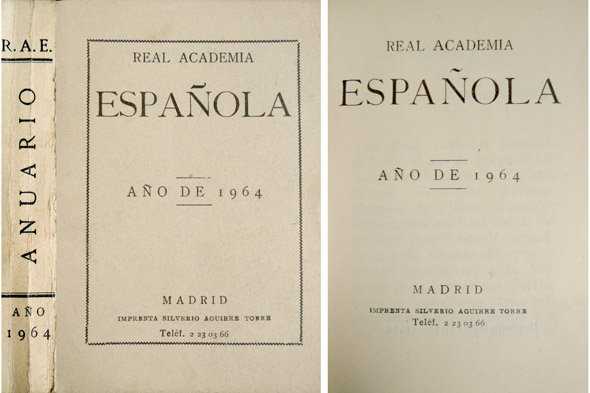 R.A.E.
ANUARIO
AÑO
1964
REAL ACADEMIA
ESPAÑOLA
AÑO DE 1964
MADRID
IMPRENTA SILVERIO AGUIRRE TORRE
Teléf. 2 23 03 66
REAL ACADEMIA
ESPAÑOLA
AÑO DE 1964
MADRID
IMPRENTA SILVERIO AGUIRRE TORRE
Teléf. 2 23 03 66